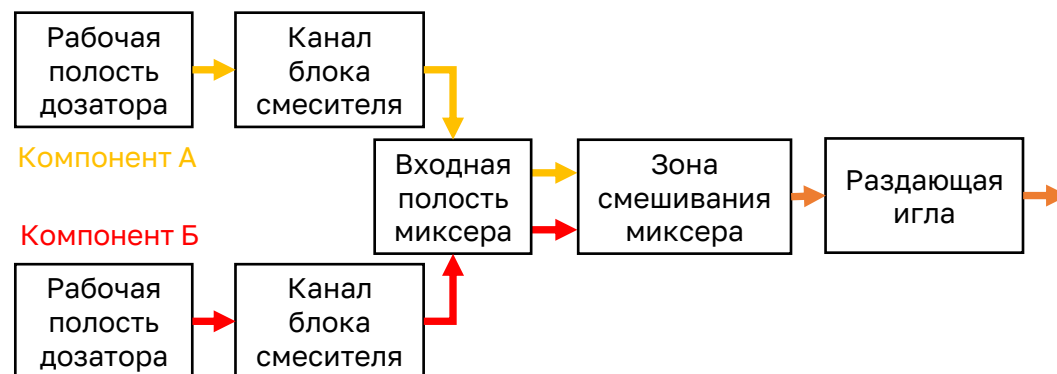 Рабочая
полость
дозатора
Канал
блока
смесителя
Компонент А
Входная
полость
миксера
Зона
смешивания
миксера
Раздающая
игла
Компонент Б
Рабочая
полость
дозатора
Канал
блока
смесителя